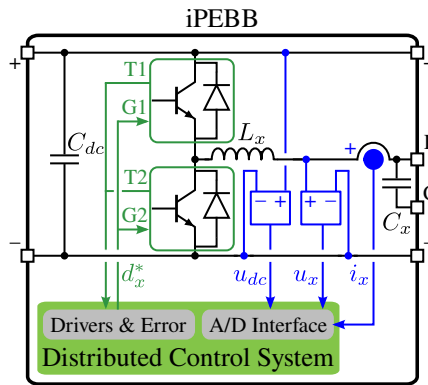 iPEBB
+
T1
G1
C_dc
L_x
+
T2
G2
− +
+ −
C_x
−
−
d_x^*
u_dc
u_x
i_x
Drivers & Error
A/D Interface
Distributed Control System